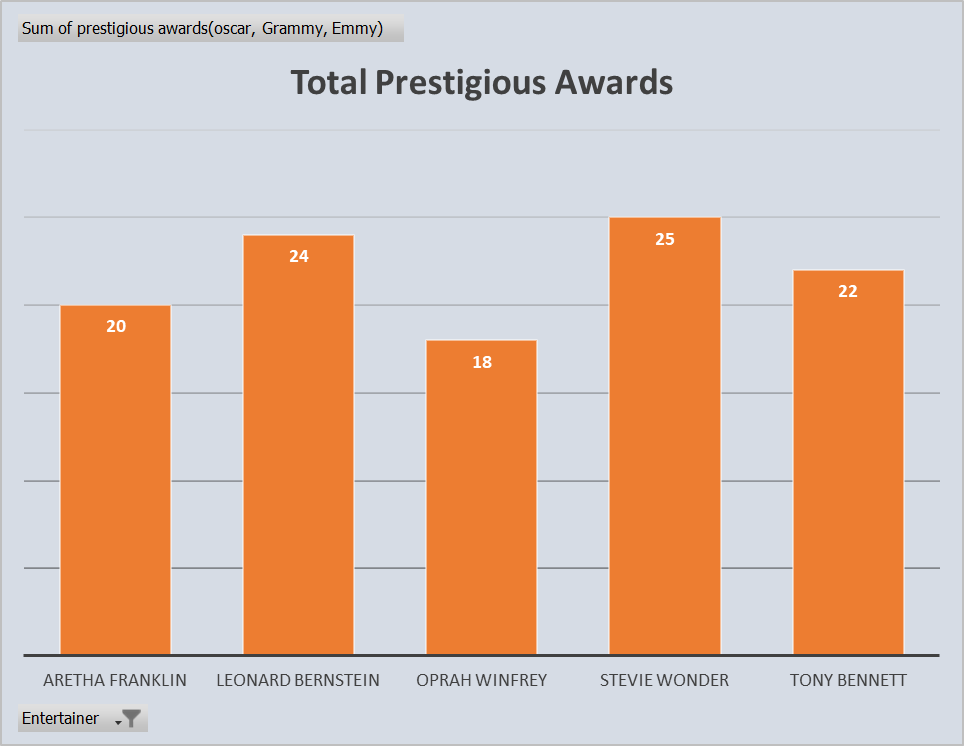 Sum of prestigious awards(oscar, Grammy, Emmy)
Total Prestigious Awards
20
24
18
25
22
ARETHA FRANKLIN
LEONARD BERNSTEIN
OPRAH WINFREY
STEVIE WONDER
TONY BENNETT
Entertainer